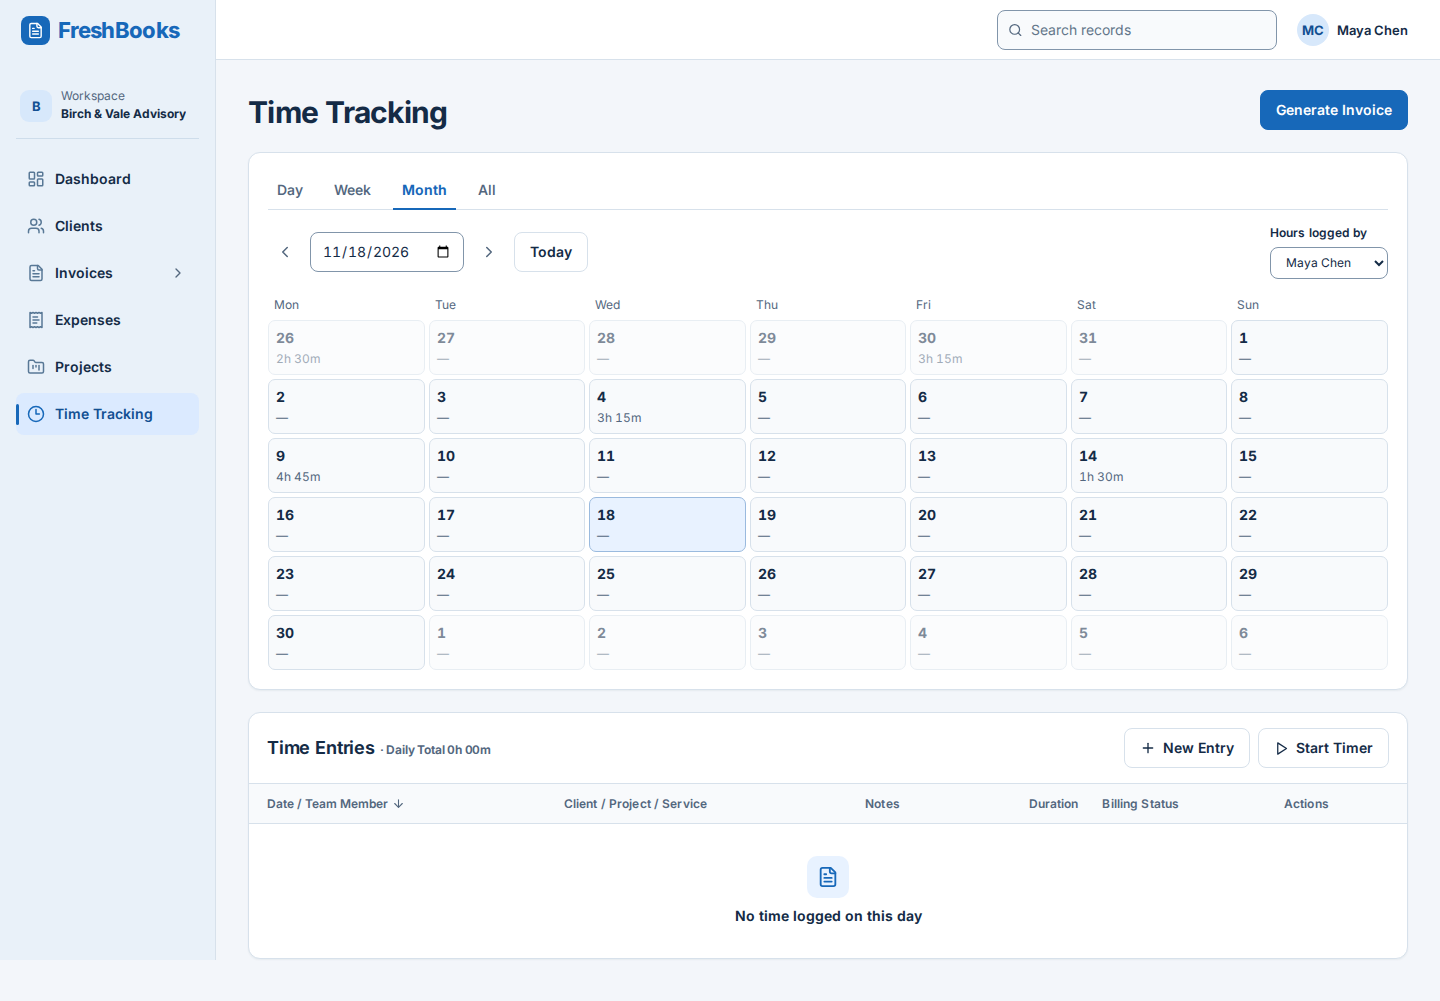 FreshBooks
Search records
MC
Maya Chen
B
Workspace
Birch & Vale Advisory
Dashboard
Clients
Invoices
Expenses
Projects
Time Tracking
Time Tracking
Generate Invoice
Day Week Month All
11/18/2026
Today
Hours logged by
Maya Chen
Mon Tue Wed Thu Fri Sat Sun
26 27 28 29 30 31 1
2h 30m — — — 3h 15m — —
2 3 4 5 6 7 8
— — 3h 15m — — — —
9 10 11 12 13 14 15
4h 45m — — — — 1h 30m —
16 17 18 19 20 21 22
— — — — — — —
23 24 25 26 27 28 29
— — — — — — —
30 1 2 3 4 5 6
— — — — — — —
Time Entries · Daily Total 0h 00m
New Entry
Start Timer
Date / Team Member ↓ Client / Project / Service Notes Duration Billing Status Actions
No time logged on this day